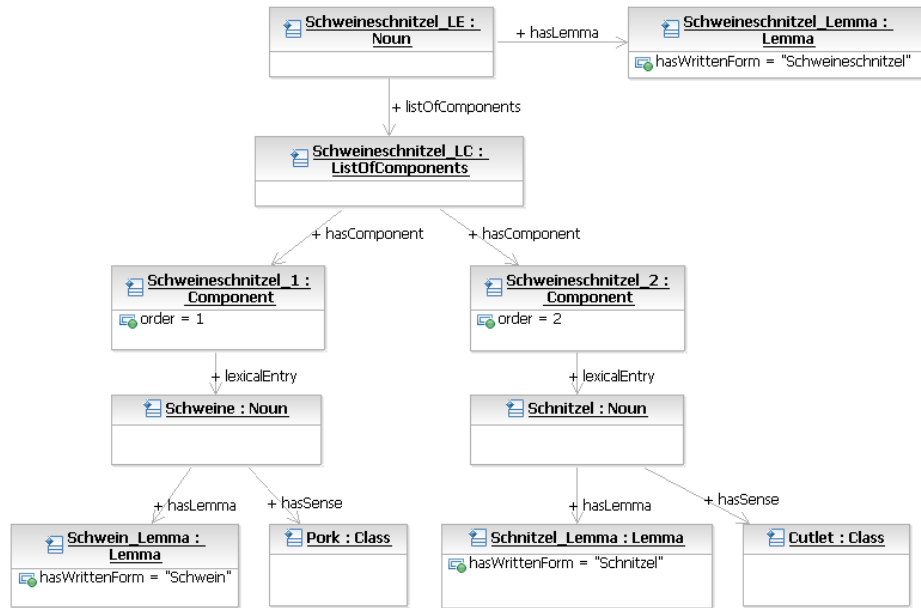 Schweineschnitzel_LE :
Noun
+ hasLemma
Schweineschnitzel_Lemma :
Lemma
hasWrittenForm = "Schweineschnitzel"
+ listOfComponents
Schweineschnitzel_LC :
ListOfComponents
+ hasComponent
+ hasComponent
Schweineschnitzel_1 :
Component
order = 1
Schweineschnitzel_2 :
Component
order = 2
+ lexicalEntry
+ lexicalEntry
Schweine : Noun
Schnitzel : Noun
+ hasLemma
+ hasSense
+ hasLemma
+ hasSense
Schwein_Lemma :
Lemma
hasWrittenForm = "Schwein"
Pork : Class
Schnitzel_Lemma : Lemma
hasWrittenForm = "Schnitzel"
Cutlet : Class